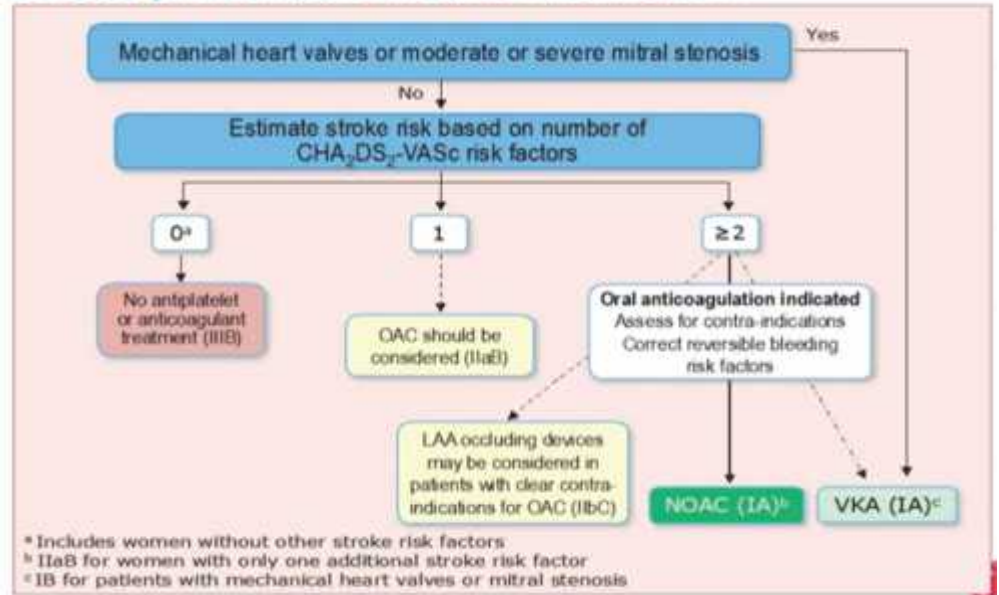 Mechanical heart valves or moderate or severe mitral stenosis
Yes
No
Estimate stroke risk based on number of
CHA₂DS₂-VASc risk factors
0ᵃ
1
≥2
No antiplatelet
or anticoagulant
treatment (IIIB)
OAC should be
considered (IIaB)
Oral anticoagulation indicated
Assess for contra-indications
Correct reversible bleeding
risk factors
LAA occluding devices
may be considered in
patients with clear contra-
indications for OAC (IIbC)
NOAC (IA)ᵇ
VKA (IA)ᶜ
ᵃ Includes women without other stroke risk factors
ᵇ IIaB for women with only one additional stroke risk factor
ᶜ IB for patients with mechanical heart valves or mitral stenosis